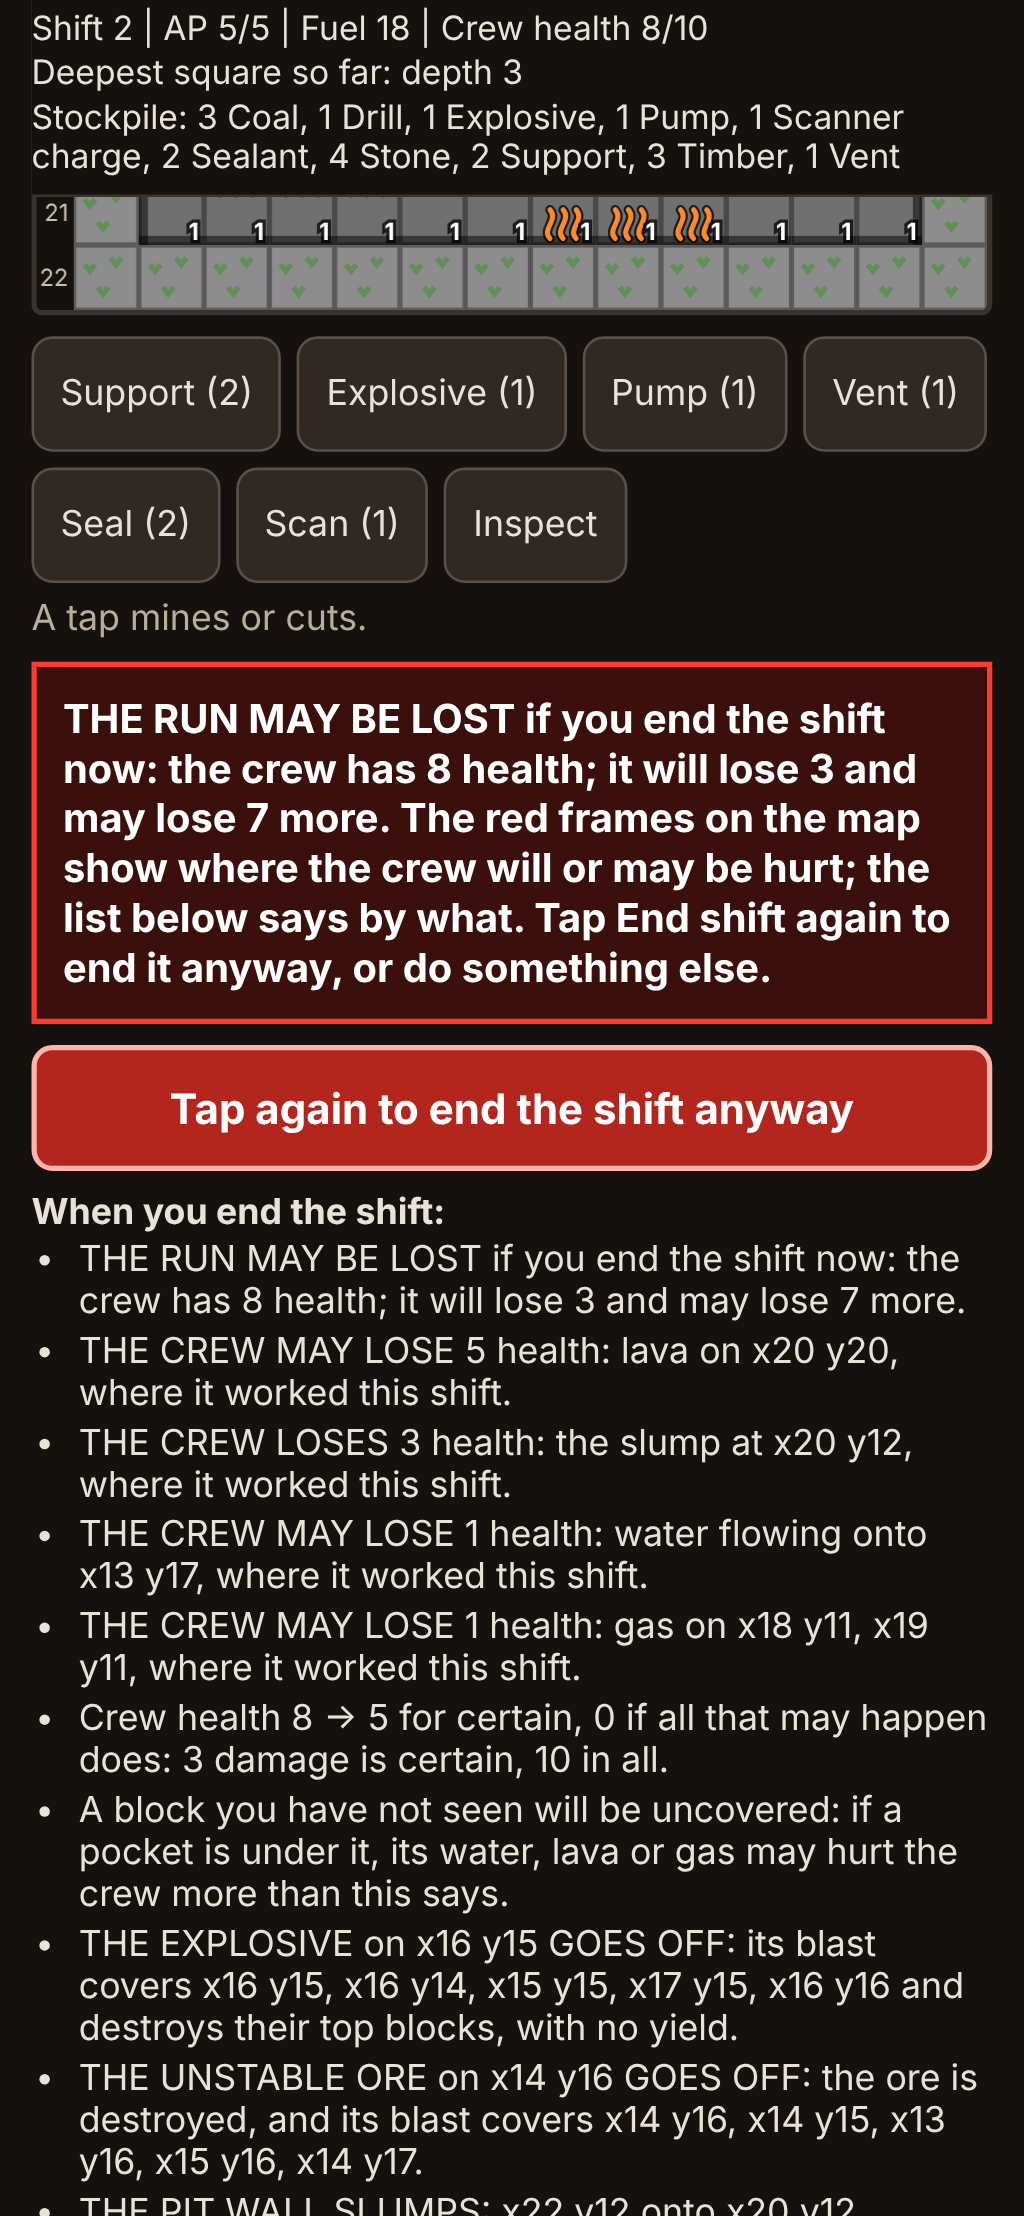 Shift 2 | AP 5/5 | Fuel 18 | Crew health 8/10
Deepest square so far: depth 3
Stockpile: 3 Coal, 1 Drill, 1 Explosive, 1 Pump, 1 Scanner
charge, 2 Sealant, 4 Stone, 2 Support, 3 Timber, 1 Vent
21 1 1 1 1 1 1 1 1 1 1 1 1
22
Support (2) Explosive (1) Pump (1) Vent (1)
Seal (2) Scan (1) Inspect
A tap mines or cuts.
THE RUN MAY BE LOST if you end the shift
now: the crew has 8 health; it will lose 3 and
may lose 7 more. The red frames on the map
show where the crew will or may be hurt; the
list below says by what. Tap End shift again to
end it anyway, or do something else.
Tap again to end the shift anyway
When you end the shift:
• THE RUN MAY BE LOST if you end the shift now: the
crew has 8 health; it will lose 3 and may lose 7 more.
• THE CREW MAY LOSE 5 health: lava on x20 y20,
where it worked this shift.
• THE CREW LOSES 3 health: the slump at x20 y12,
where it worked this shift.
• THE CREW MAY LOSE 1 health: water flowing onto
x13 y17, where it worked this shift.
• THE CREW MAY LOSE 1 health: gas on x18 y11, x19
y11, where it worked this shift.
• Crew health 8 → 5 for certain, 0 if all that may happen
does: 3 damage is certain, 10 in all.
• A block you have not seen will be uncovered: if a
pocket is under it, its water, lava or gas may hurt the
crew more than this says.
• THE EXPLOSIVE on x16 y15 GOES OFF: its blast
covers x16 y15, x16 y14, x15 y15, x17 y15, x16 y16 and
destroys their top blocks, with no yield.
• THE UNSTABLE ORE on x14 y16 GOES OFF: the ore is
destroyed, and its blast covers x14 y16, x14 y15, x13
y16, x15 y16, x14 y17.
• THE PIT WALL SLUMPS: x22 y12 onto x20 y12